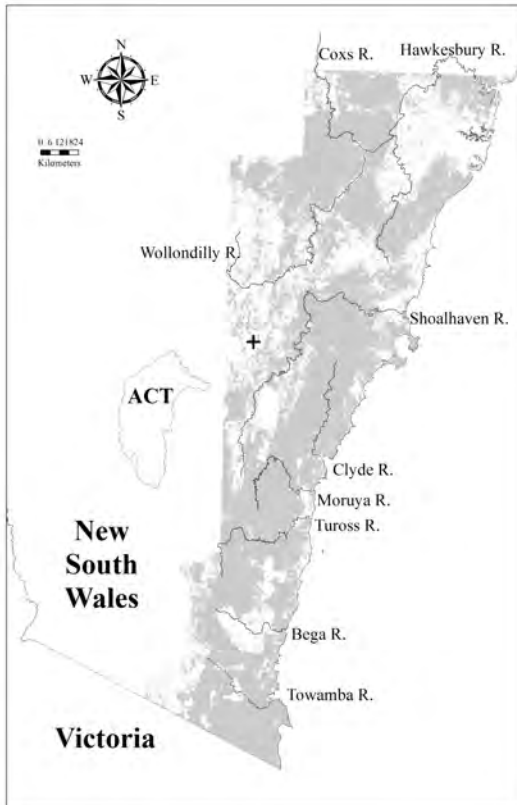 N
W E
S
0 6 121824
Kilometers
Coxs R.
Hawkesbury R.
Wollondilly R.
Shoalhaven R.
ACT
Clyde R.
Moruya R.
Tuross R.
New
South
Wales
Bega R.
Towamba R.
Victoria